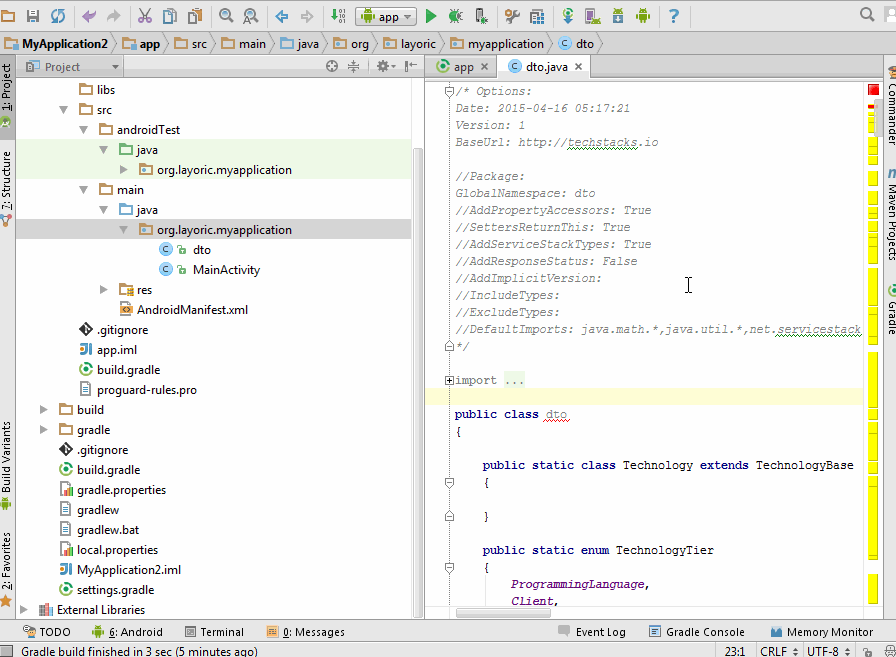 app
MyApplication2 app src main java org layoric myapplication dto
Project
app dto.java
1: Project
7: Structure
Build Variants
2: Favorites
libs
src
androidTest
java
org.layoric.myapplication
main
java
org.layoric.myapplication
dto
MainActivity
res
AndroidManifest.xml
.gitignore
app.iml
build.gradle
proguard-rules.pro
build
gradle
.gitignore
build.gradle
gradle.properties
gradlew
gradlew.bat
local.properties
MyApplication2.iml
settings.gradle
External Libraries
/* Options:
Date: 2015-04-16 05:17:21
Version: 1
BaseUrl: http://techstacks.io
//Package:
GlobalNamespace: dto
//AddPropertyAccessors: True
//SettersReturnThis: True
//AddServiceStackTypes: True
//AddResponseStatus: False
//AddImplicitVersion:
//IncludeTypes:
//ExcludeTypes:
//DefaultImports: java.math.*,java.util.*,net.servicestack
*/
import ...
public class dto
{
public static class Technology extends TechnologyBase
{
}
public static enum TechnologyTier
{
ProgrammingLanguage,
Client,
Commander
Maven Projects
Gradle
TODO 6: Android Terminal 0: Messages Event Log Gradle Console Memory Monitor
Gradle build finished in 3 sec (5 minutes ago) 23:1 CRLF UTF-8